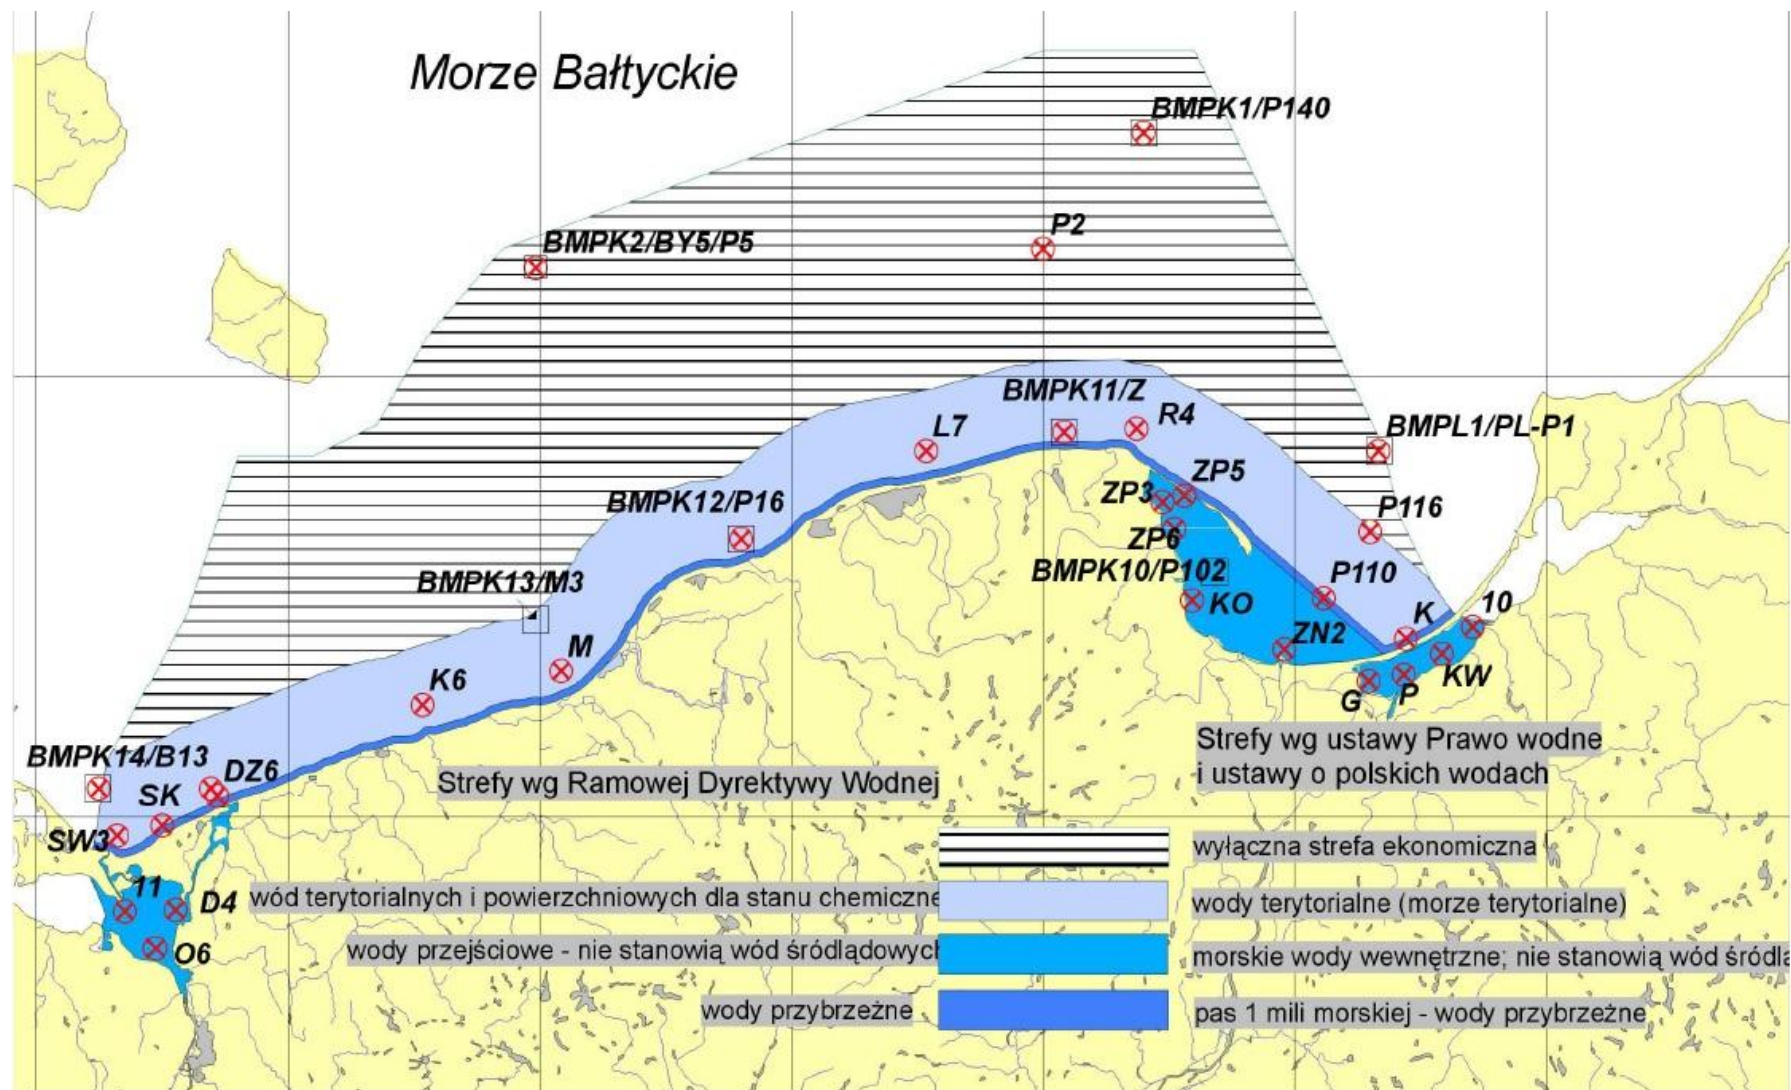 Morze Bałtyckie
BMPK1/P140
P2
BMPK2/BY5/P5
BMPK11/Z
R4
L7
BMPL1/PL-P1
ZP5
ZP3
BMPK12/P16
P116
ZP6
BMPK10/P102
BMPK13/M3
P110
KO
K
10
ZN2
M
K6
KW
G
P
BMPK14/B13
DZ6
SK
SW3
11
D4
O6
Strefy wg ustawy Prawo wodne
i ustawy o polskich wodach
Strefy wg Ramowej Dyrektywy Wodnej
wyłączna strefa ekonomiczna
wód terytorialnych i powierzchniowych dla stanu chemiczne
wody terytorialne (morze terytorialne)
wody przejściowe - nie stanowią wód śródlądowych
morskie wody wewnętrzne; nie stanowią wód śródla
wody przybrzeżne
pas 1 mili morskiej - wody przybrzeżne